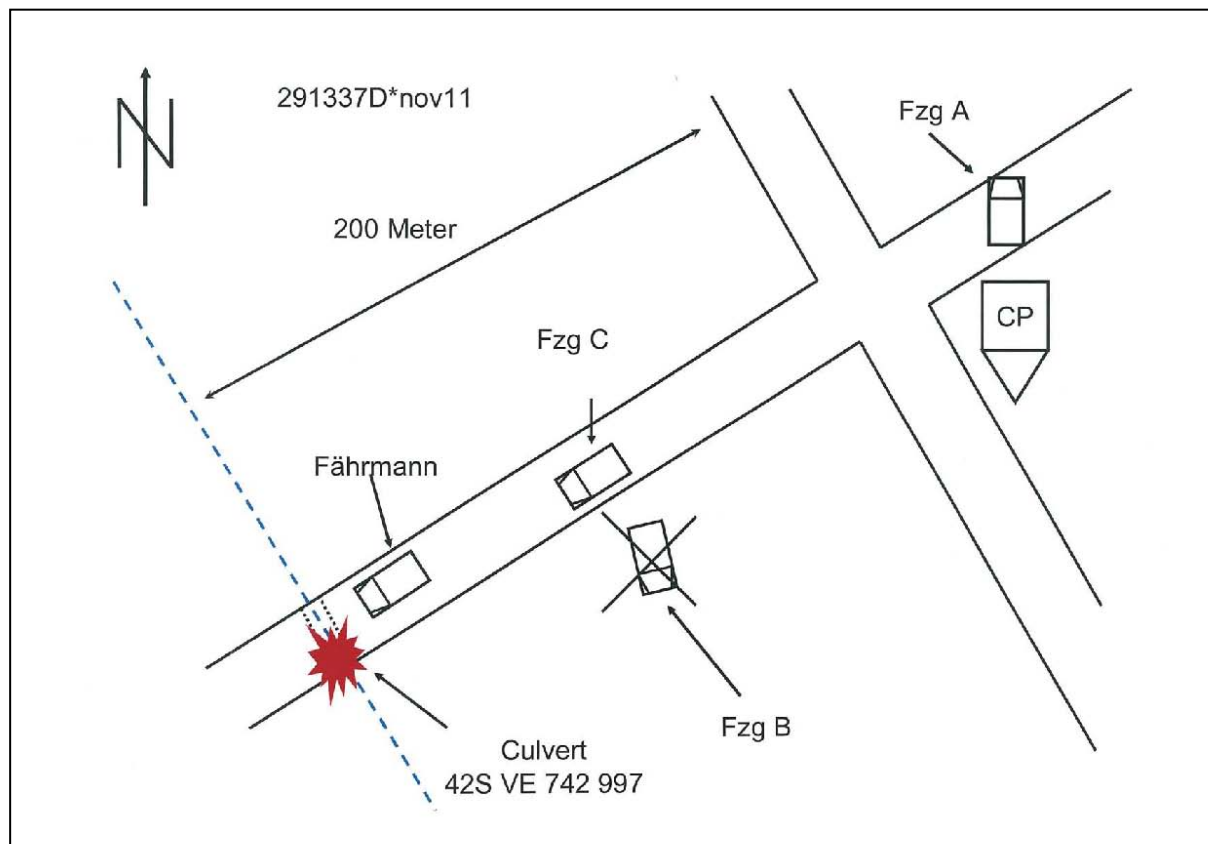 291337D*nov11
Fzg A
200 Meter
CP
Fzg C
Fährmann
Fzg B
Culvert
42S VE 742 997